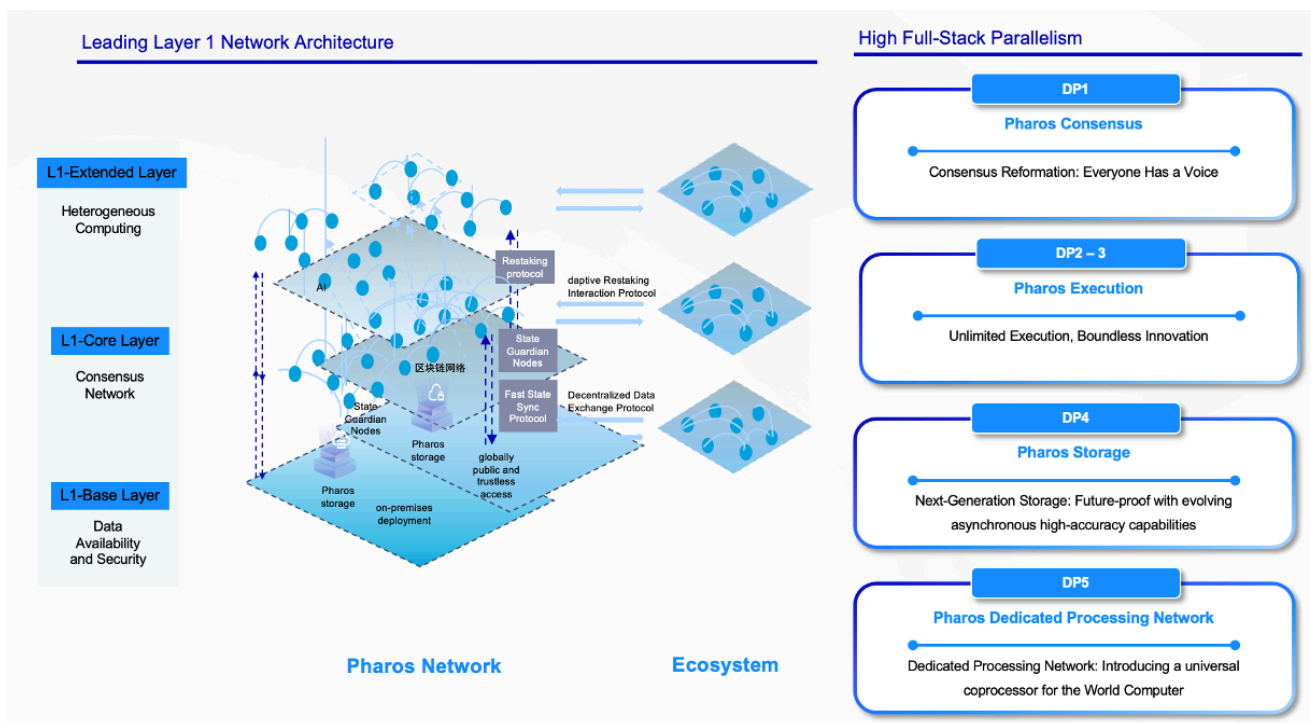 Leading Layer 1 Network Architecture
L1-Extended Layer
Heterogeneous
Computing
L1-Core Layer
Consensus
Network
L1-Base Layer
Data
Availability
and Security
AI
Restaking
protocol
daptive Restaking
Interaction Protocol
State
Guardian
Nodes
区块链网络
Fast State
Sync
Protocol
Decentralized Data
Exchange Protocol
State
Guardian
Nodes
Pharos
storage
globally
public and
trustless
access
Pharos
storage
on-premises
deployment
Pharos Network
Ecosystem
High Full-Stack Parallelism
DP1
Pharos Consensus
Consensus Reformation: Everyone Has a Voice
DP2 – 3
Pharos Execution
Unlimited Execution, Boundless Innovation
DP4
Pharos Storage
Next-Generation Storage: Future-proof with evolving
asynchronous high-accuracy capabilities
DP5
Pharos Dedicated Processing Network
Dedicated Processing Network: Introducing a universal
coprocessor for the World Computer